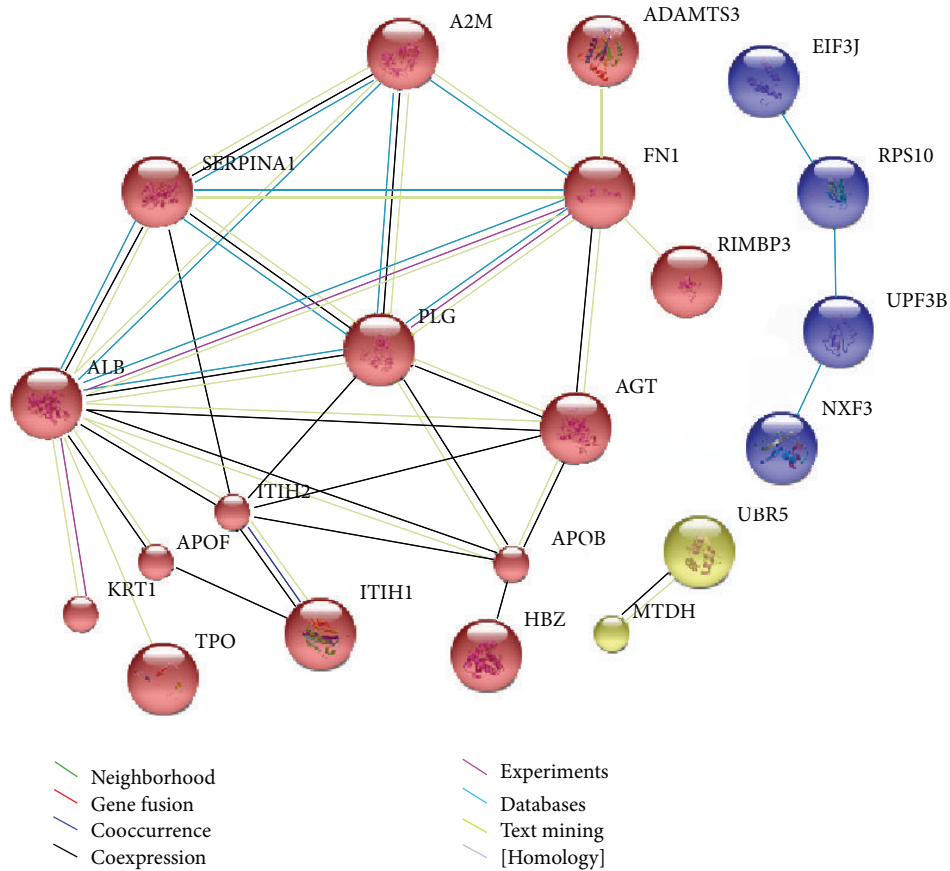 A2M
ADAMTS3
EIF3J
SERPINA1
FN1
RPS10
RIMBP3
UPF3B
PLG
ALB
AGT
NXF3
ITIH2
UBR5
APOF
APOB
KRT1
ITIH1
HBZ
MTDH
TPO
Neighborhood
Gene fusion
Cooccurrence
Coexpression
Experiments
Databases
Text mining
[Homology]